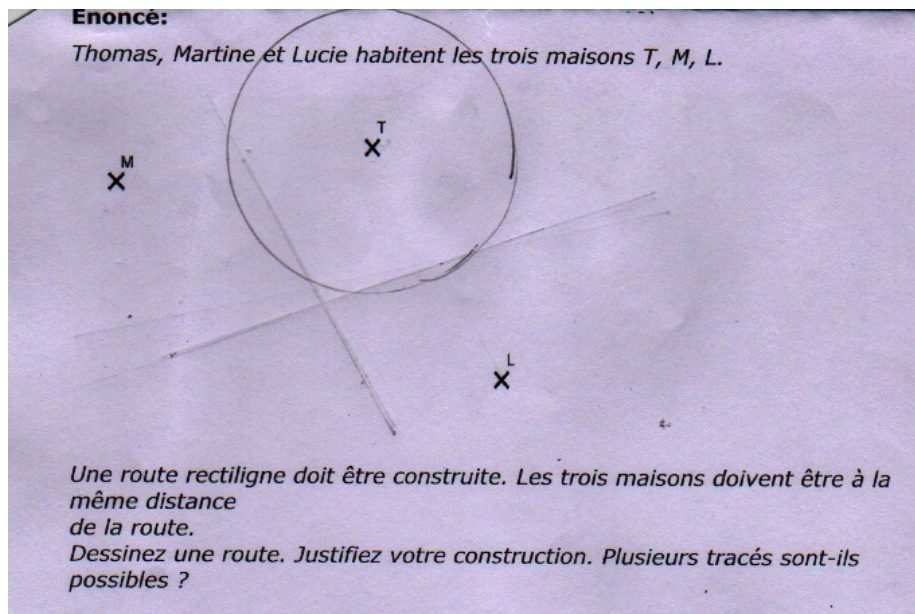 Enoncé:
Thomas, Martine et Lucie habitent les trois maisons T, M, L.
T
M
L
Une route rectiligne doit être construite. Les trois maisons doivent être à la
même distance
de la route.
Dessinez une route. Justifiez votre construction. Plusieurs tracés sont-ils
possibles ?